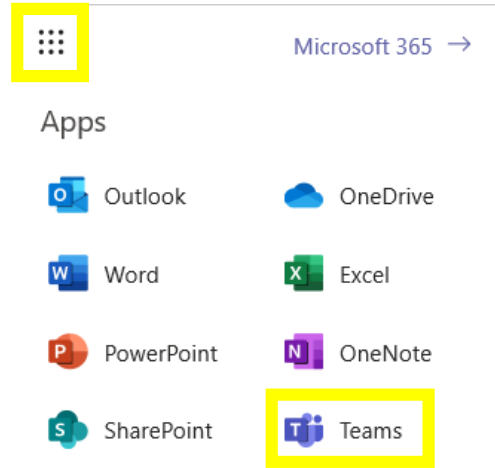 Microsoft 365 →
Apps
Outlook OneDrive
Word Excel
PowerPoint OneNote
SharePoint Teams